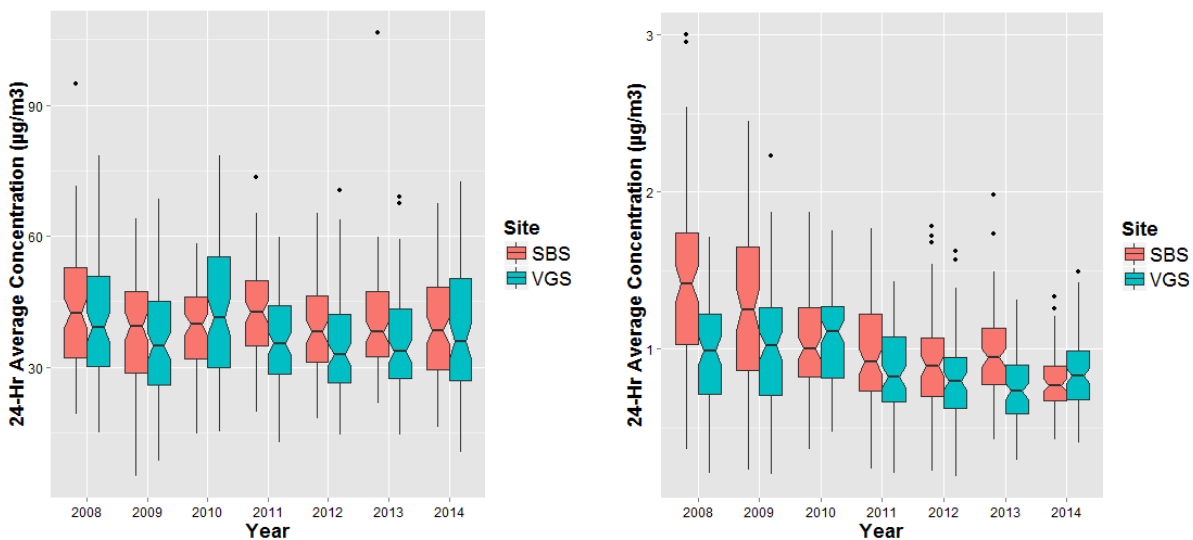 24-Hr Average Concentration (µg/m3)
90
60
30
2008 2009 2010 2011 2012 2013 2014
Year
Site
SBS
VGS
24-Hr Average Concentration (µg/m3)
3
2
1
2008 2009 2010 2011 2012 2013 2014
Year
Site
SBS
VGS